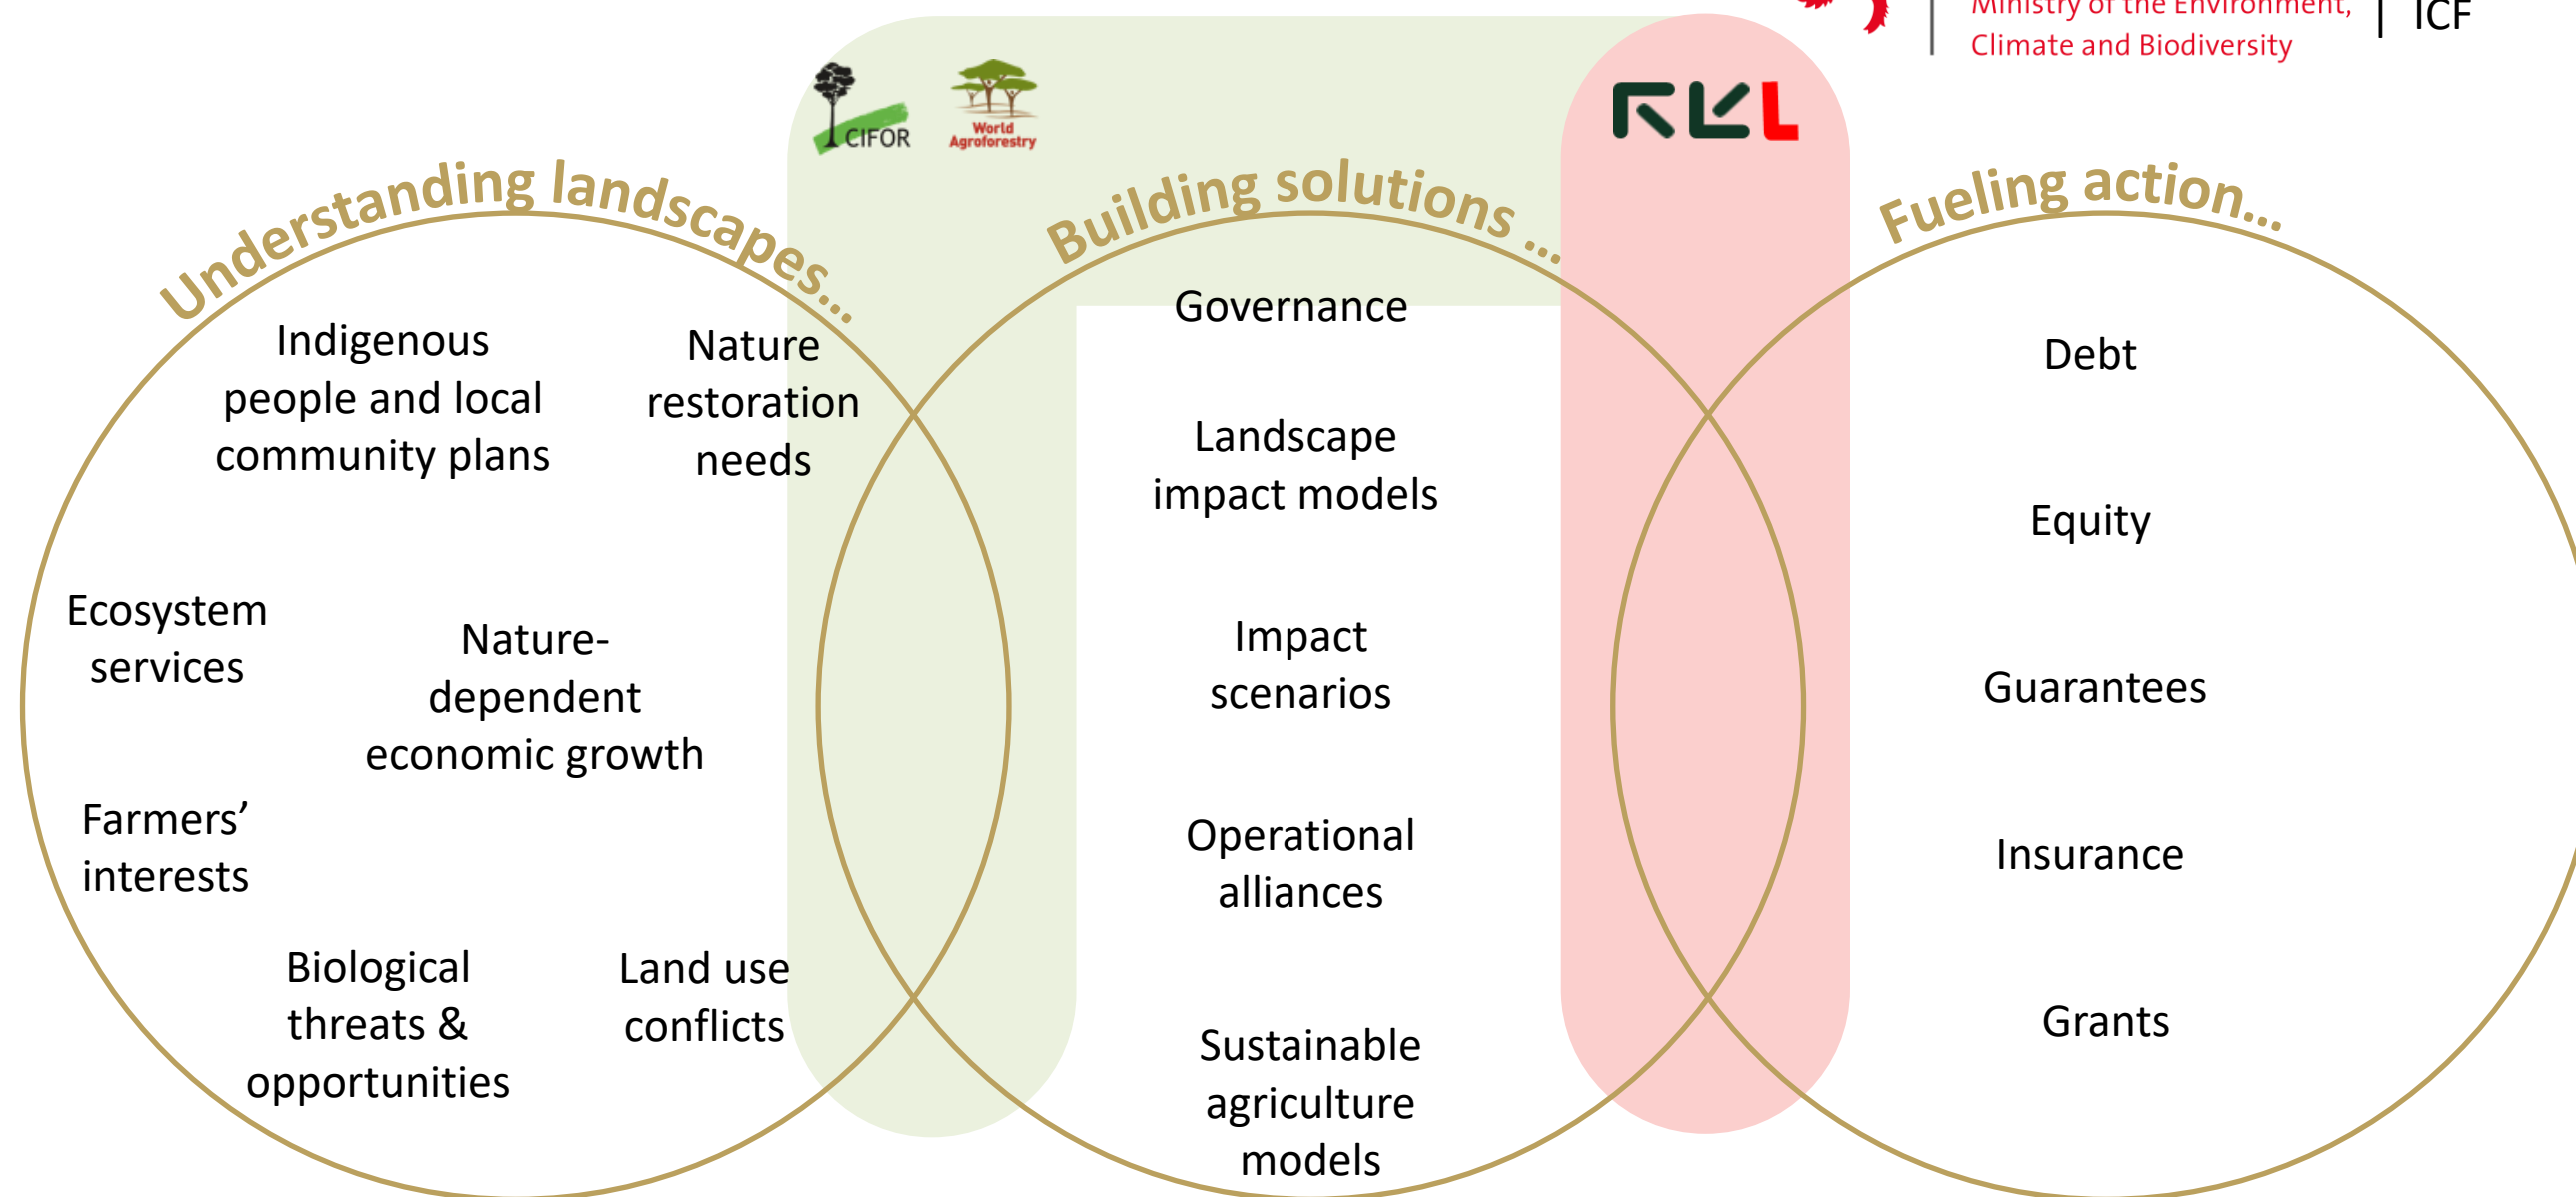 Ministry of the Environment,
Climate and Biodiversity
| ICF
CIFOR
World
Agroforestry
Understanding landscapes...
Building solutions ...
Fueling action...
Indigenous
people and local
community plans
Nature
restoration
needs
Ecosystem
services
Nature-
dependent
economic growth
Farmers’
interests
Biological
threats &
opportunities
Land use
conflicts
Governance
Landscape
impact models
Impact
scenarios
Operational
alliances
Sustainable
agriculture
models
Debt
Equity
Guarantees
Insurance
Grants